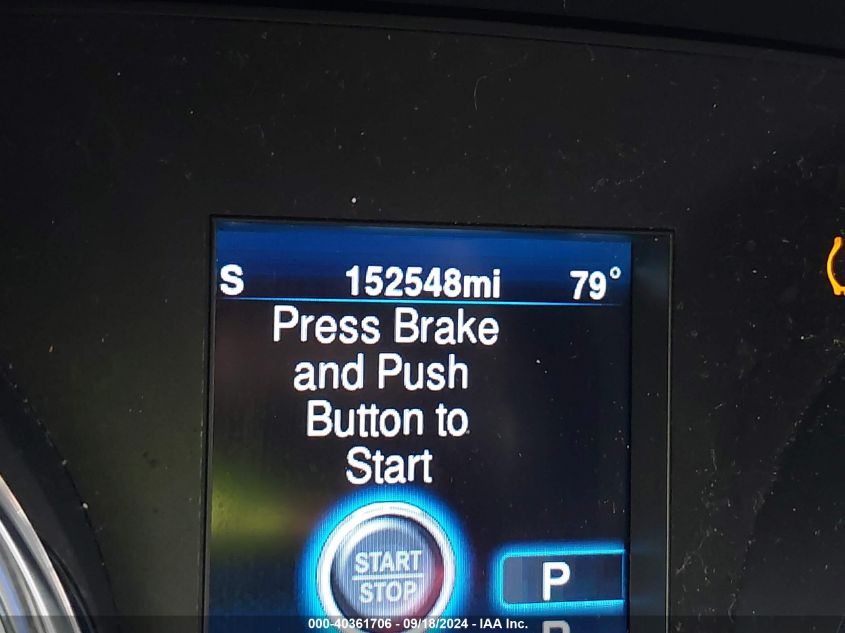 S 152548mi 79°
Press Brake
and Push
Button to
Start
START
STOP
P
000-40361706 - 09/18/2024 - IAA Inc.